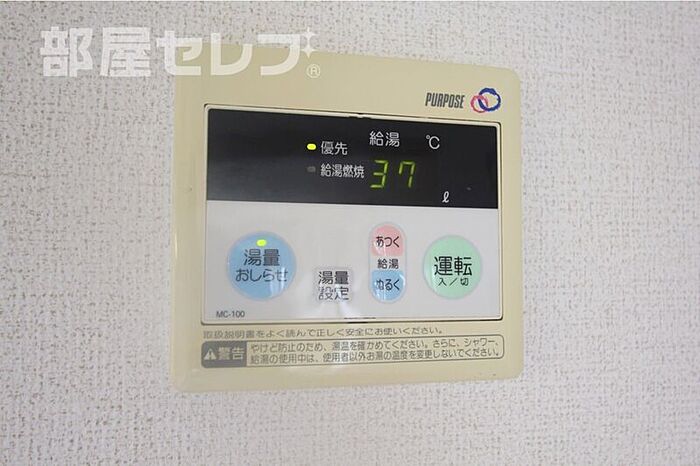 部屋セレブ®
PURPOSE
給湯 ℃
優先
給湯燃焼 37
ℓ
湯量
おしらせ
湯量
設定
あつく
給湯
ぬるく
運転
入/切
MC-100
取扱説明書をよく読んで正しく安全にお使いください。
警告
やけど防止のため、湯温を確かめてください。さらに、シャワー、
給湯の使用中は、使用者以外お湯の温度を変更しないでください。